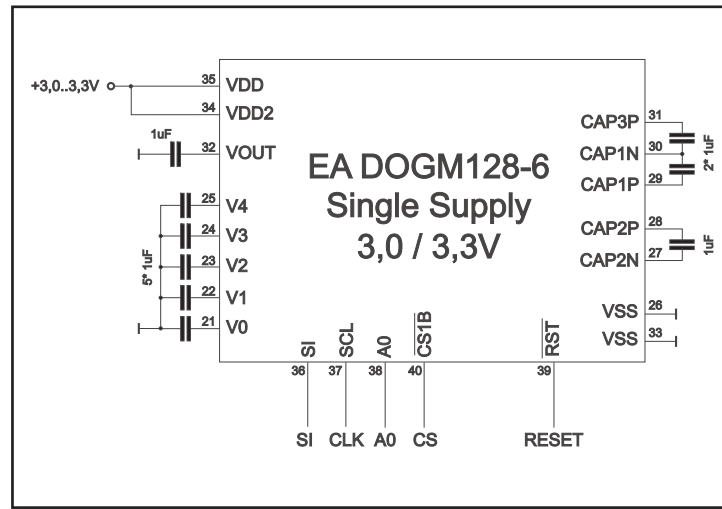 +3,0..3,3V
35
VDD
34
VDD2
1uF
32
VOUT
25
V4
24
V3
23
V2
22
V1
21
V0
5* 1uF
EA DOGM128-6
Single Supply
3,0 / 3,3V
CAP3P
31
CAP1N
30
CAP1P
29
2* 1uF
CAP2P
28
CAP2N
27
1uF
VSS
26
VSS
33
SI
SCL
A0
CS1B
RST
36
37
38
40
39
SI
CLK
A0
CS
RESET